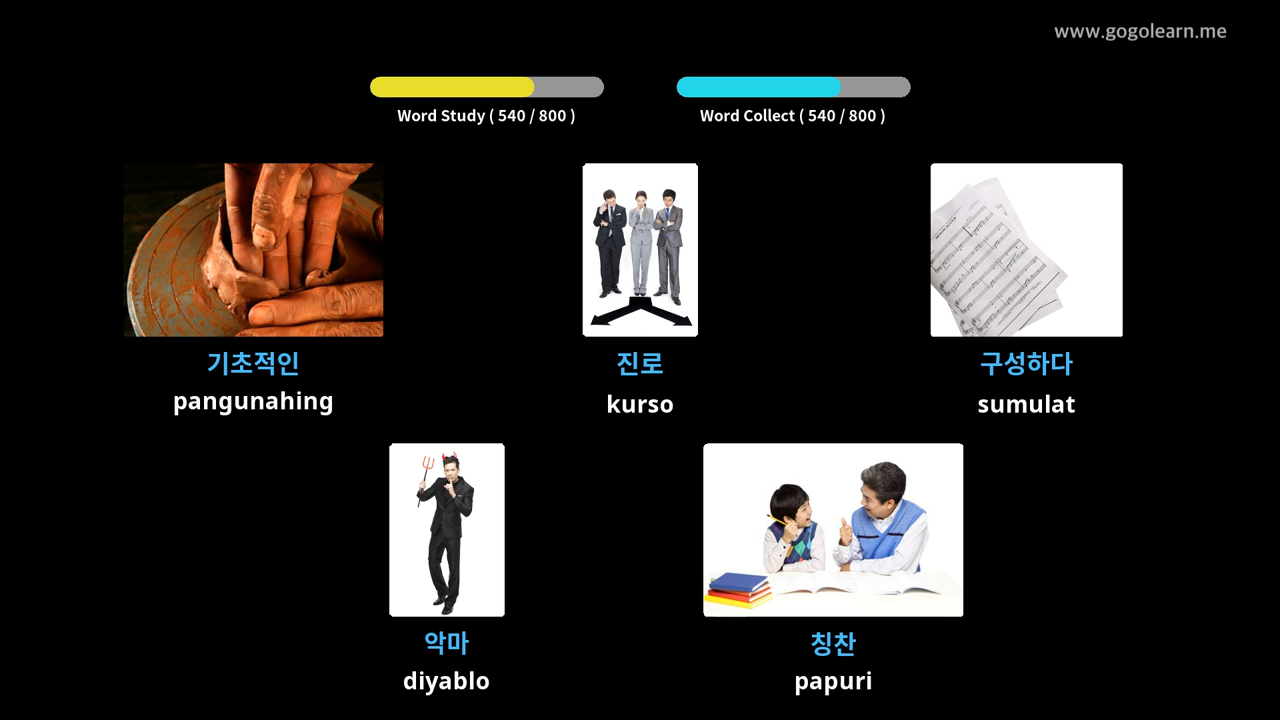 www.gogolearn.me
Word Study ( 540 / 800 )
Word Collect ( 540 / 800 )
기초적인
pangunahing
진로
kurso
구성하다
sumulat
악마
diyablo
칭찬
papuri